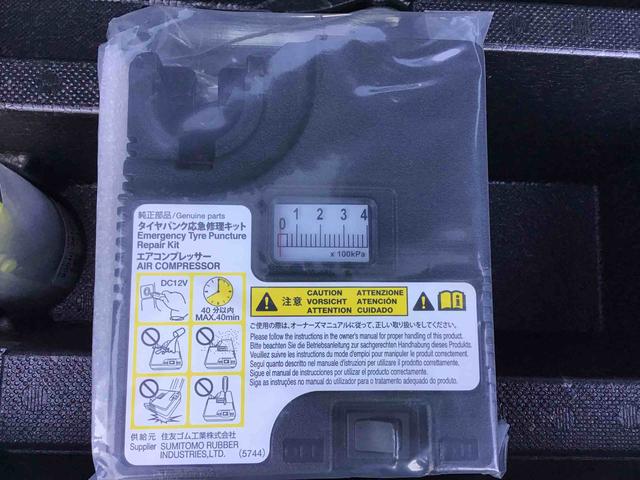 0 1 2 3 4
x 100kPa
純正部品/Genuine parts
タイヤパンク応急修理キット
Emergency Tyre Puncture
Repair Kit
エアコンプレッサー
AIR COMPRESSOR
DC12V
40分以内
MAX.40min
注意
CAUTION ATTENZIONE
VORSICHT ATENCIÓN
ATTENTION CUIDADO
ご使用の際は、オーナーズマニュアルに従って、正しい取り扱いをしてください。
Please follow the instructions in the owner's manual for proper handling of this product.
Bitte beachten Sie die Betriebsanleitung zur sachgerechten Handhabung dieses Produkts.
Veuillez suivre les instructions du mode d'emploi pour manipuler le produit correctement.
Seguire quanto descritto nel manuale d'istruzioni per utilizzare il prodotto correttamente.
Sigue el manual de instrucciones por utilizar el producto correctamente.
Siga as instruções no manual do utilizador para o tratamento adequado do produto.
供給元 住友ゴム工業株式会社
Supplier SUMITOMO RUBBER
INDUSTRIES,LTD. (5744)